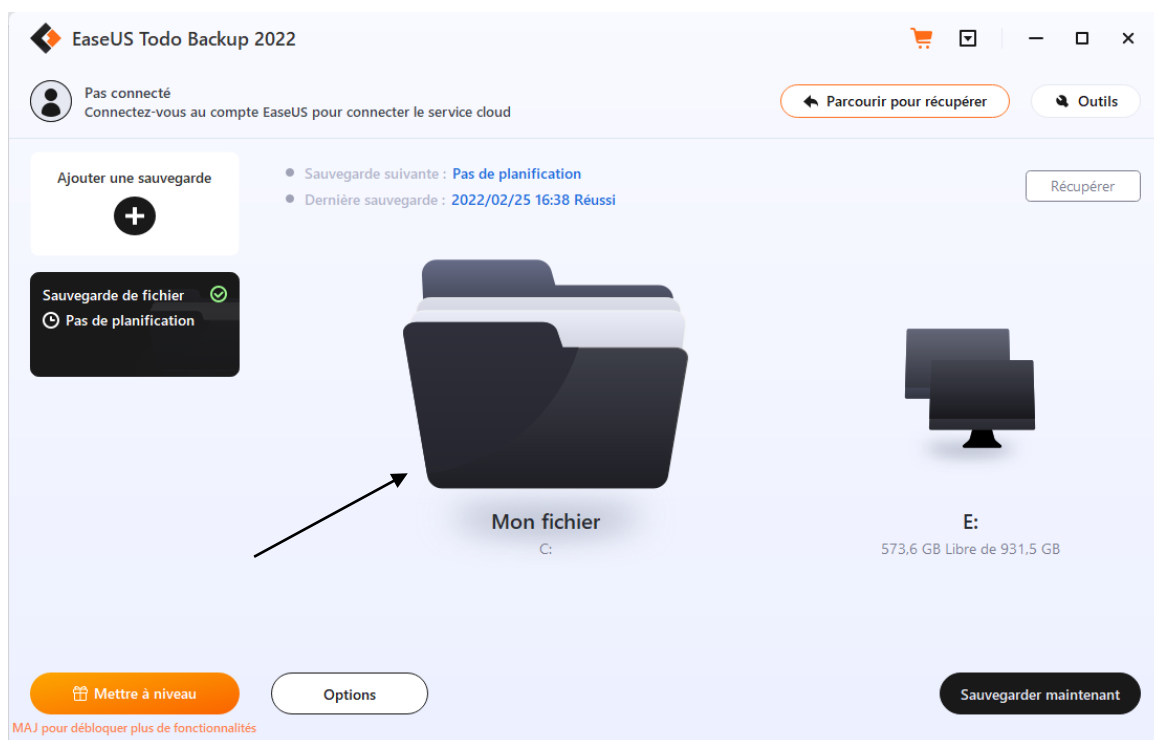 EaseUS Todo Backup 2022
Pas connecté
Connectez-vous au compte EaseUS pour connecter le service cloud
Parcourir pour récupérer
Outils
Ajouter une sauvegarde
Sauvegarde suivante : Pas de planification
Dernière sauvegarde : 2022/02/25 16:38 Réussi
Récupérer
Sauvegarde de fichier
Pas de planification
Mon fichier
C:
E:
573,6 GB Libre de 931,5 GB
Mettre à niveau
MAJ pour débloquer plus de fonctionnalités
Options
Sauvegarder maintenant